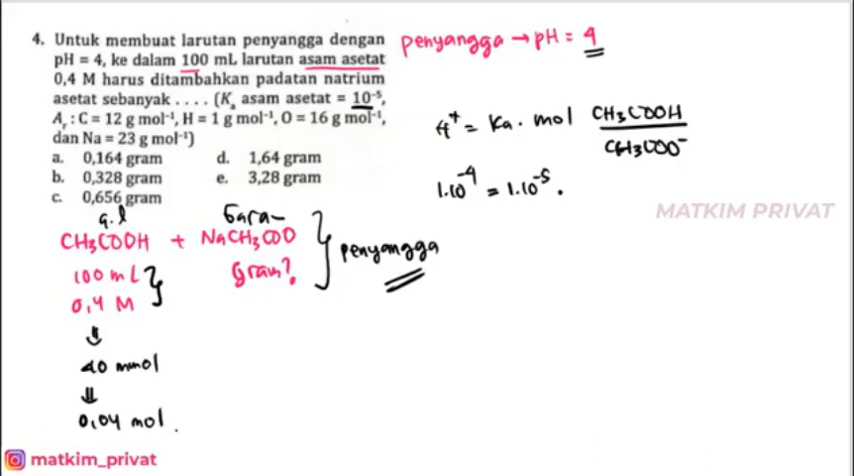 4. Untuk membuat larutan penyangga dengan
pH = 4, ke dalam 100 mL larutan asam asetat
0,4 M harus ditambahkan padatan natrium
asetat sebanyak . . . . (Kₐ asam asetat = 10⁻⁵,
Aᵣ : C = 12 g mol⁻¹, H = 1 g mol⁻¹, O = 16 g mol⁻¹,
dan Na = 23 g mol⁻¹)
a. 0,164 gram d. 1,64 gram
b. 0,328 gram e. 3,28 gram
c. 0,656 gram
penyangga → pH = 4
H⁺ = Ka . mol CH₃COOH / CH₃COO⁻
1.10⁻⁴ = 1.10⁻⁵ .
MATKIM PRIVAT
a.l Gara-
CH₃COOH + NaCH₃COO } penyangga
100 mL } gram?
0,4 M
⇓
40 mmol
⇓
0,04 mol .
matkim_privat